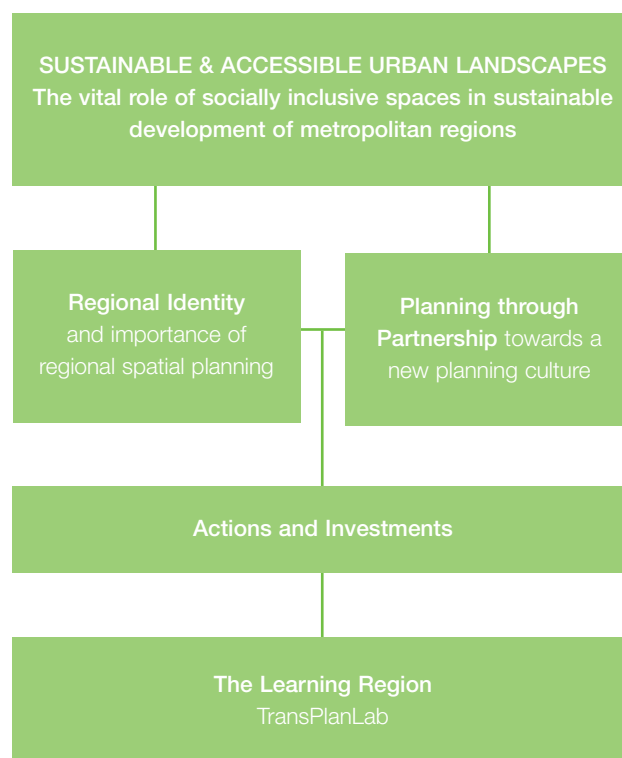 SUSTAINABLE & ACCESSIBLE URBAN LANDSCAPES
The vital role of socially inclusive spaces in sustainable
development of metropolitan regions
Regional Identity
and importance of
regional spatial planning
Planning through
Partnership towards a
new planning culture
Actions and Investments
The Learning Region
TransPlanLab